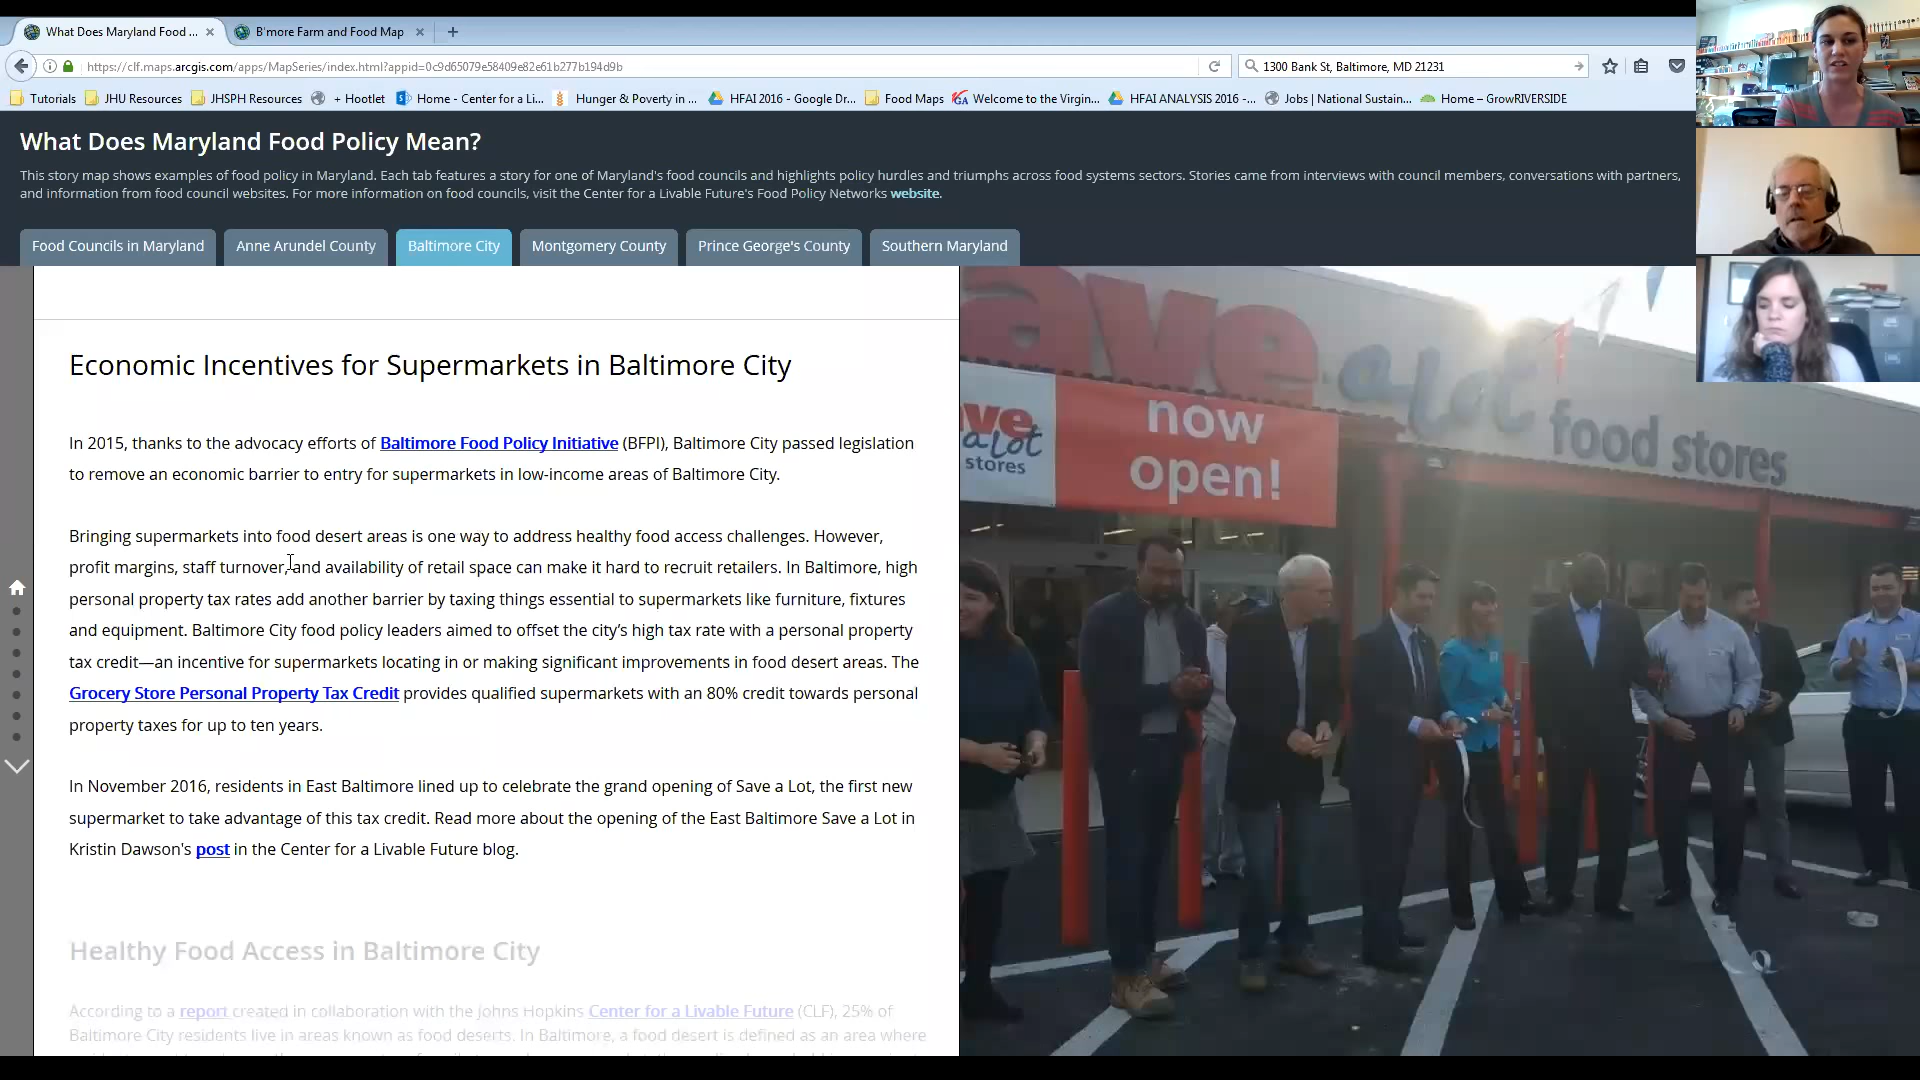 What Does Maryland Food ...
B'more Farm and Food Map
https://clf.maps.arcgis.com/apps/MapSeries/index.html?appid=0c9d65079e58409e82e61b277b194d9b
1300 Bank St, Baltimore, MD 21231
Tutorials JHU Resources JHSPH Resources + Hootlet Home - Center for a Li... Hunger & Poverty in ... HFAI 2016 - Google Dr... Food Maps Welcome to the Virgin... HFAI ANALYSIS 2016 -... Jobs | National Sustain... Home – GrowRIVERSIDE
What Does Maryland Food Policy Mean?
This story map shows examples of food policy in Maryland. Each tab features a story for one of Maryland's food councils and highlights policy hurdles and triumphs across food systems sectors. Stories came from interviews with council members, conversations with partners,
and information from food council websites. For more information on food councils, visit the Center for a Livable Future's Food Policy Networks website.
Food Councils in Maryland
Anne Arundel County
Baltimore City
Montgomery County
Prince George's County
Southern Maryland
Economic Incentives for Supermarkets in Baltimore City
In 2015, thanks to the advocacy efforts of Baltimore Food Policy Initiative (BFPI), Baltimore City passed legislation
to remove an economic barrier to entry for supermarkets in low-income areas of Baltimore City.
Bringing supermarkets into food desert areas is one way to address healthy food access challenges. However,
profit margins, staff turnover, and availability of retail space can make it hard to recruit retailers. In Baltimore, high
personal property tax rates add another barrier by taxing things essential to supermarkets like furniture, fixtures
and equipment. Baltimore City food policy leaders aimed to offset the city's high tax rate with a personal property
tax credit—an incentive for supermarkets locating in or making significant improvements in food desert areas. The
Grocery Store Personal Property Tax Credit provides qualified supermarkets with an 80% credit towards personal
property taxes for up to ten years.
In November 2016, residents in East Baltimore lined up to celebrate the grand opening of Save a Lot, the first new
supermarket to take advantage of this tax credit. Read more about the opening of the East Baltimore Save a Lot in
Kristin Dawson's post in the Center for a Livable Future blog.
Healthy Food Access in Baltimore City
According to a report created in collaboration with the Johns Hopkins Center for a Livable Future (CLF), 25% of
Baltimore City residents live in areas known as food deserts. In Baltimore, a food desert is defined as an area where
ave a lot food stores
ve
a lot
stores
now
open!